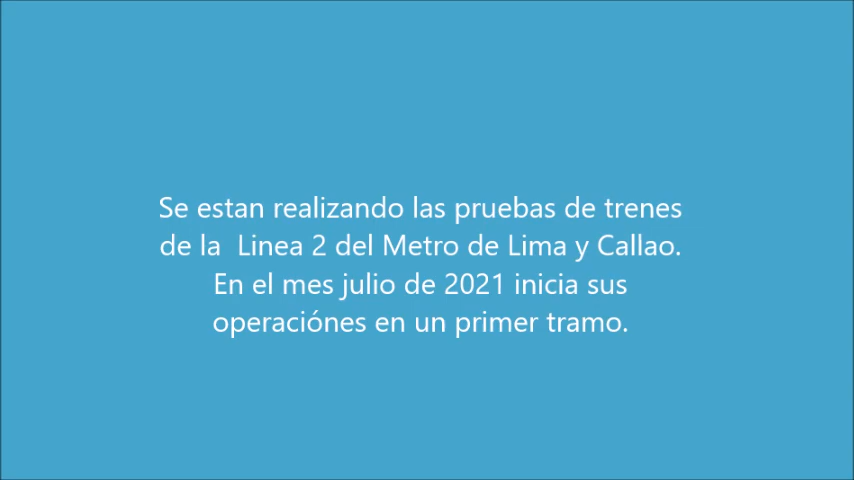 Se estan realizando las pruebas de trenes
de la  Linea 2 del Metro de Lima y Callao.
En el mes julio de 2021 inicia sus
operaciónes en un primer tramo.